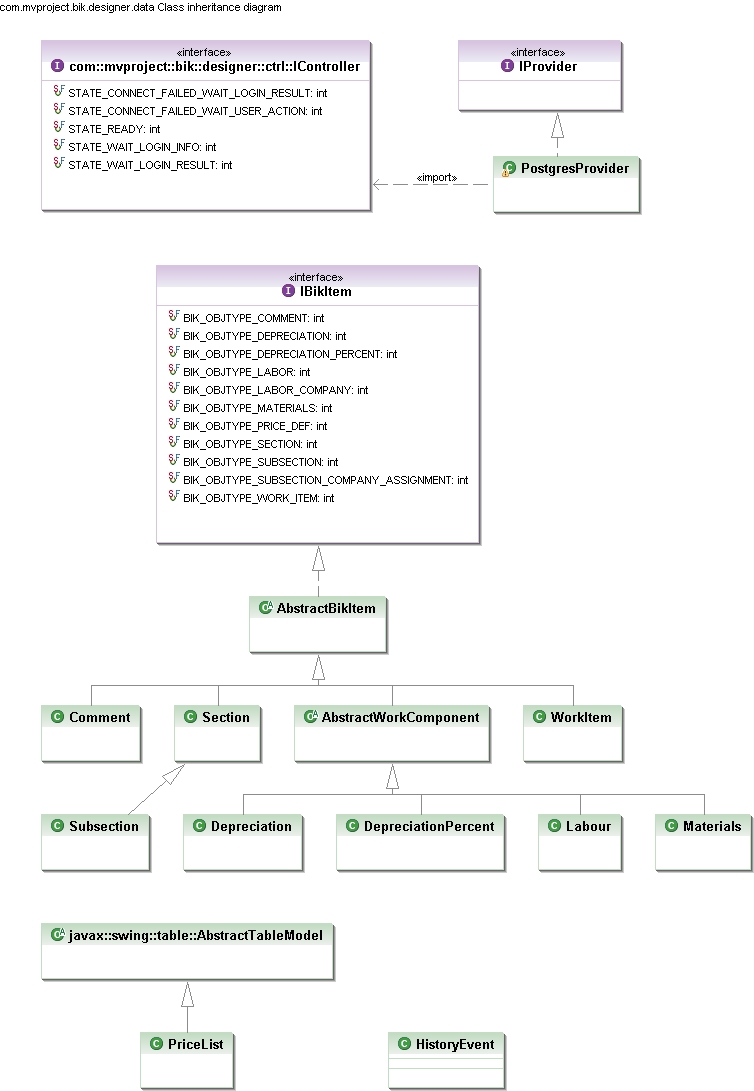 com.mvproject.bik.designer.data Class inheritance diagram
«interface»
I com::mvproject::bik::designer::ctrl::IController
STATE_CONNECT_FAILED_WAIT_LOGIN_RESULT: int
STATE_CONNECT_FAILED_WAIT_USER_ACTION: int
STATE_READY: int
STATE_WAIT_LOGIN_INFO: int
STATE_WAIT_LOGIN_RESULT: int
«interface»
I IProvider
C PostgresProvider
«import»
«interface»
I IBikItem
BIK_OBJTYPE_COMMENT: int
BIK_OBJTYPE_DEPRECIATION: int
BIK_OBJTYPE_DEPRECIATION_PERCENT: int
BIK_OBJTYPE_LABOR: int
BIK_OBJTYPE_LABOR_COMPANY: int
BIK_OBJTYPE_MATERIALS: int
BIK_OBJTYPE_PRICE_DEF: int
BIK_OBJTYPE_SECTION: int
BIK_OBJTYPE_SUBSECTION: int
BIK_OBJTYPE_SUBSECTION_COMPANY_ASSIGNMENT: int
BIK_OBJTYPE_WORK_ITEM: int
AbstractBikItem
C Comment
C Section
AbstractWorkComponent
C WorkItem
C Subsection
C Depreciation
C DepreciationPercent
C Labour
C Materials
javax::swing::table::AbstractTableModel
C PriceList
C HistoryEvent